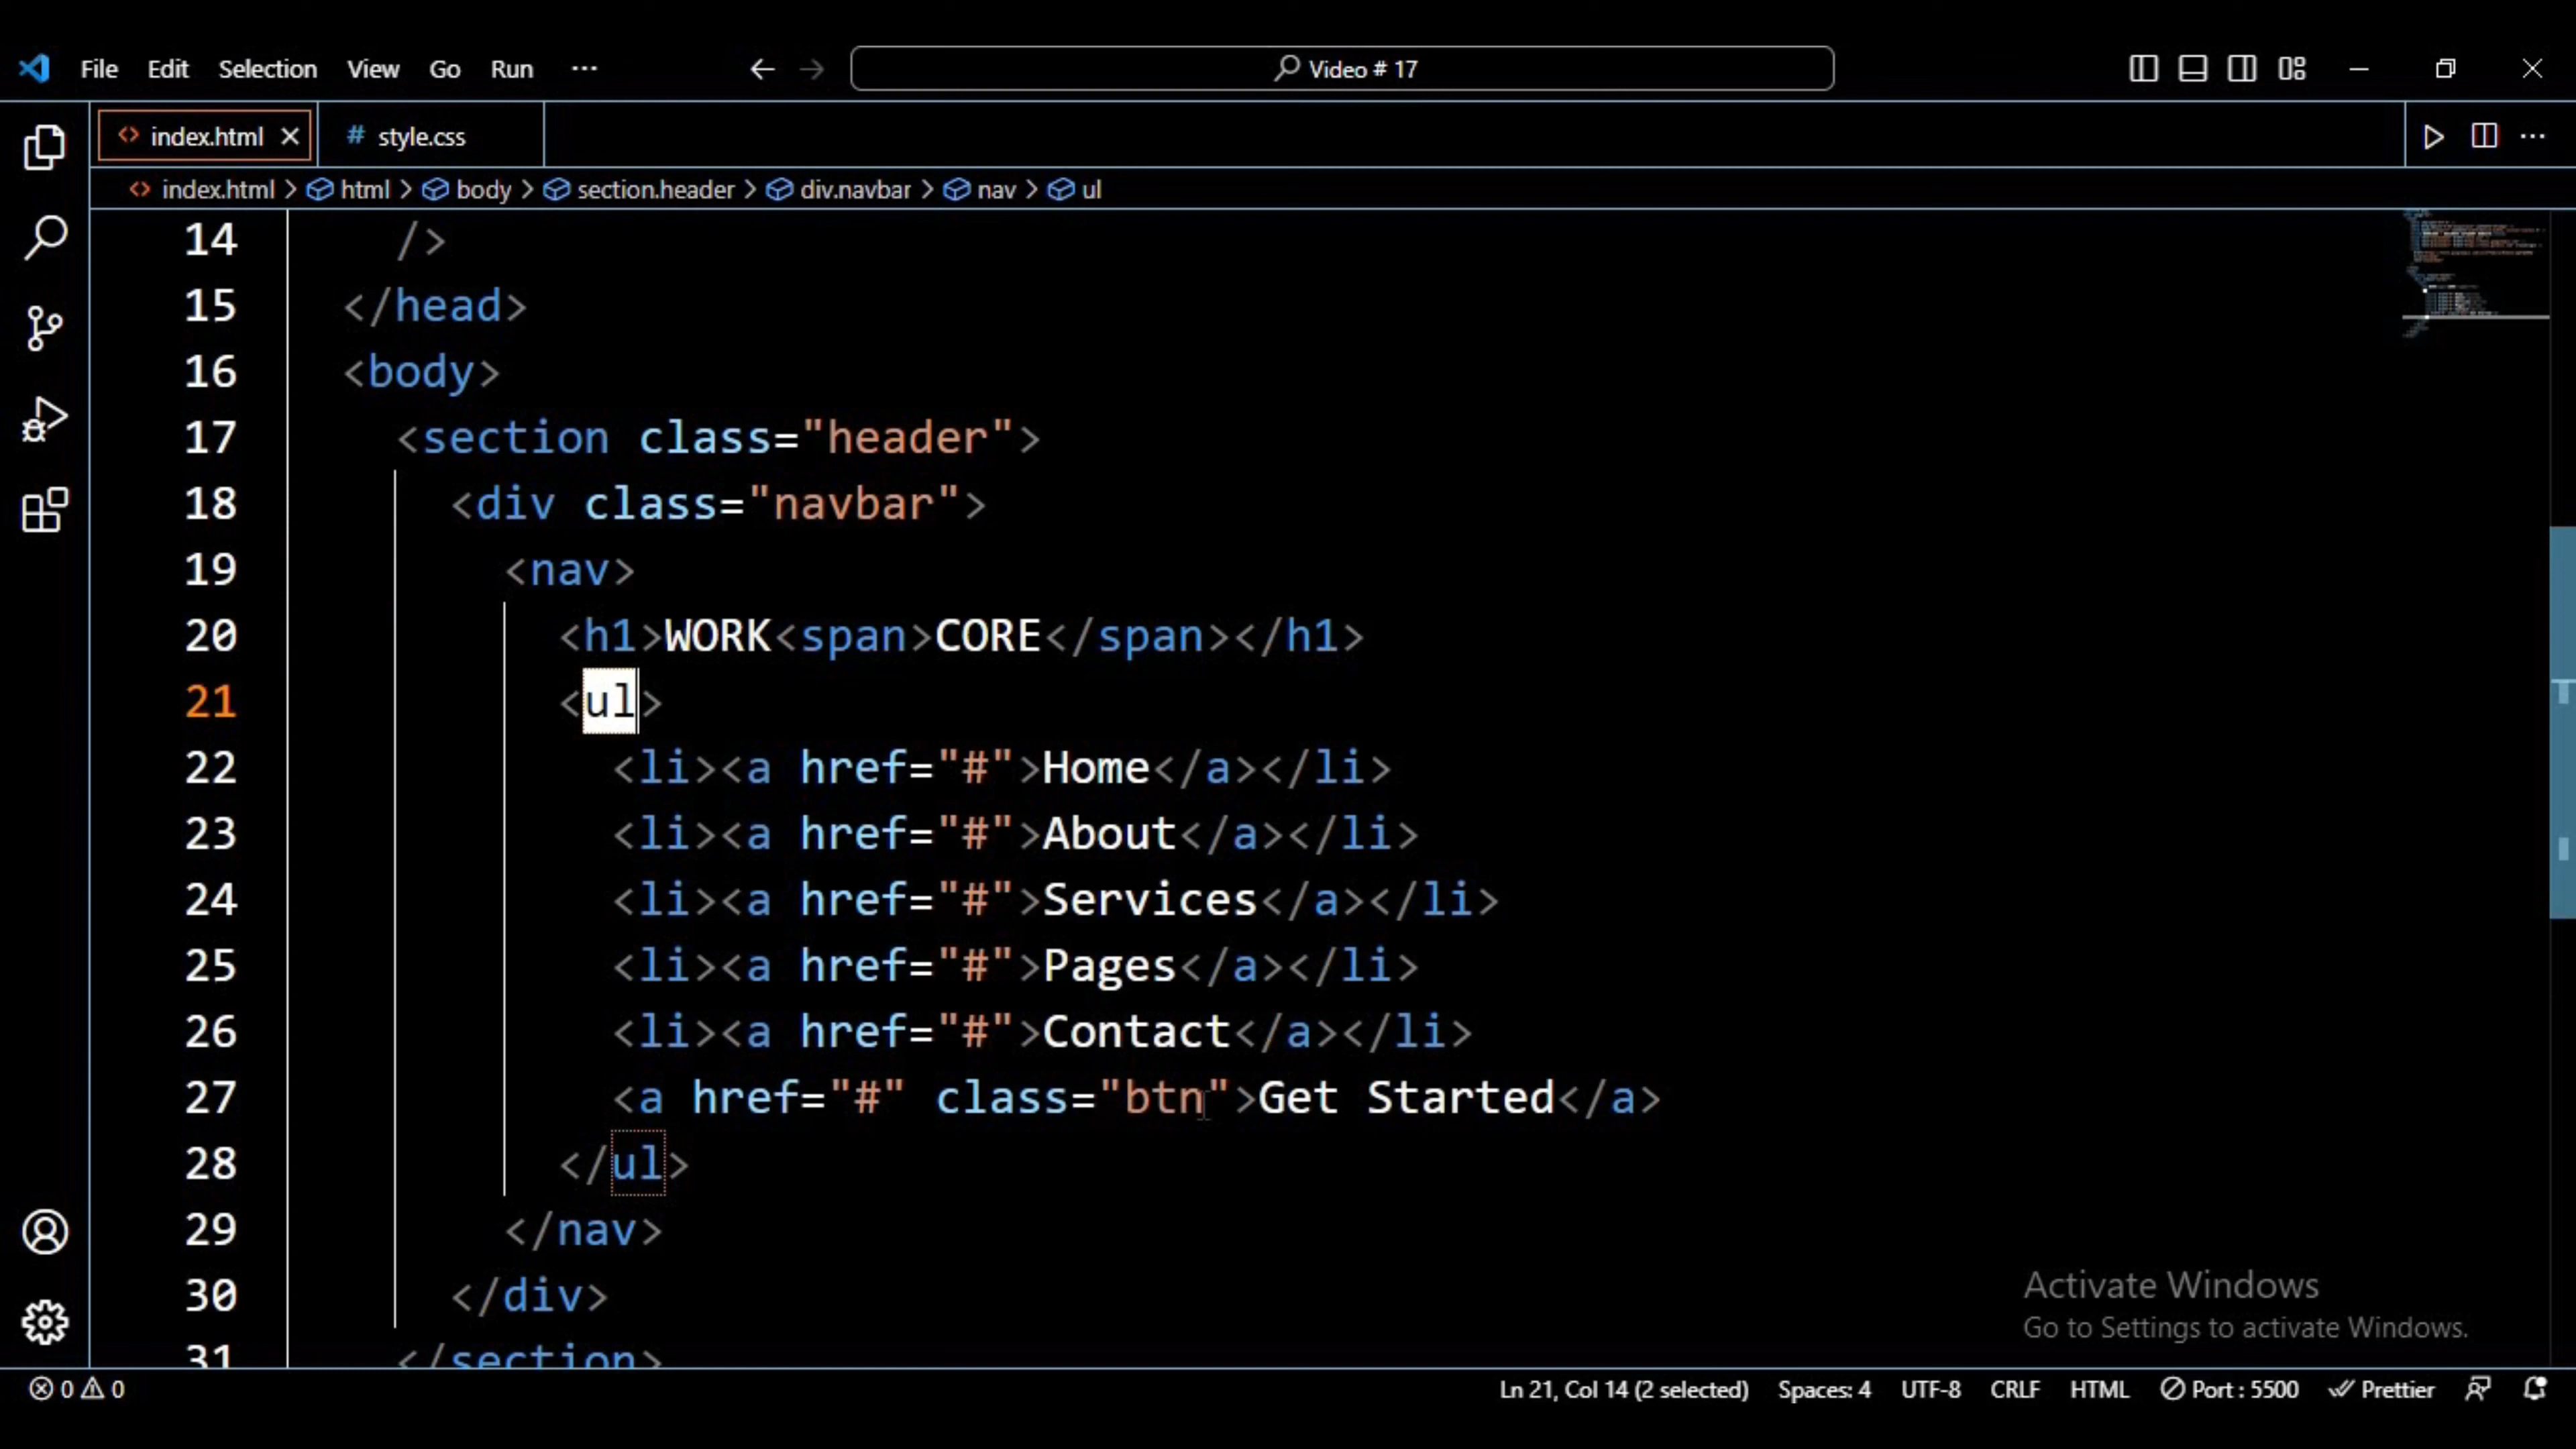 File Edit Selection View Go Run ··· Video # 17
index.html # style.css
<> index.html > html > body > section.header > div.navbar > nav > ul
14 />
15 </head>
16 <body>
17 <section class="header">
18 <div class="navbar">
19 <nav>
20 <h1>WORK<span>CORE</span></h1>
21 <ul>
22 <li><a href="#">Home</a></li>
23 <li><a href="#">About</a></li>
24 <li><a href="#">Services</a></li>
25 <li><a href="#">Pages</a></li>
26 <li><a href="#">Contact</a></li>
27 <a href="#" class="btn">Get Started</a>
28 </ul>
29 </nav>
30 </div>
31 </section>
Activate Windows
Go to Settings to activate Windows.
0 0 Ln 21, Col 14 (2 selected) Spaces: 4 UTF-8 CRLF HTML Port : 5500 Prettier